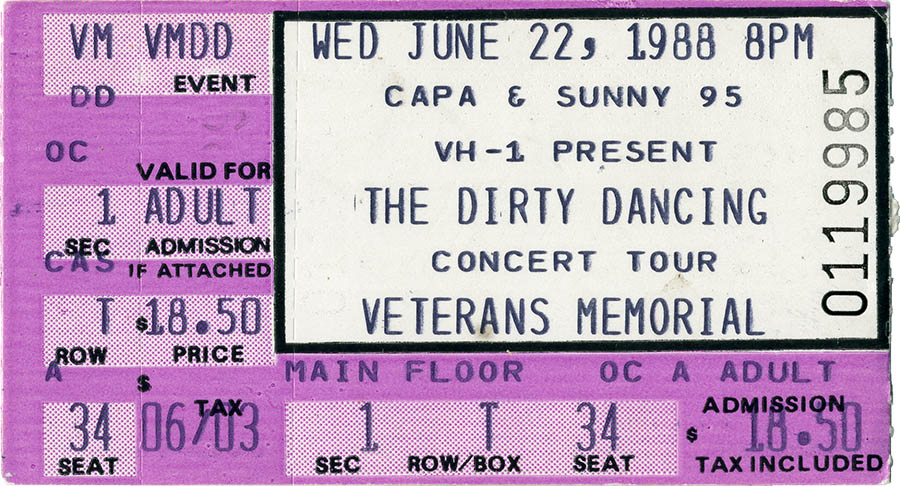 VM VMDD
EVENT
DD
OC
VALID FOR
1 ADULT
SEC ADMISSION
CAS IF ATTACHED
T $18.50
ROW PRICE
A $
TAX
34 06/03
SEAT
WED JUNE 22, 1988 8PM
CAPA & SUNNY 95
VH-1 PRESENT
THE DIRTY DANCING
CONCERT TOUR
VETERANS MEMORIAL
019985
MAIN FLOOR OC A ADULT
ADMISSION
1 T 34 $ 18.50
SEC ROW/BOX SEAT TAX INCLUDED